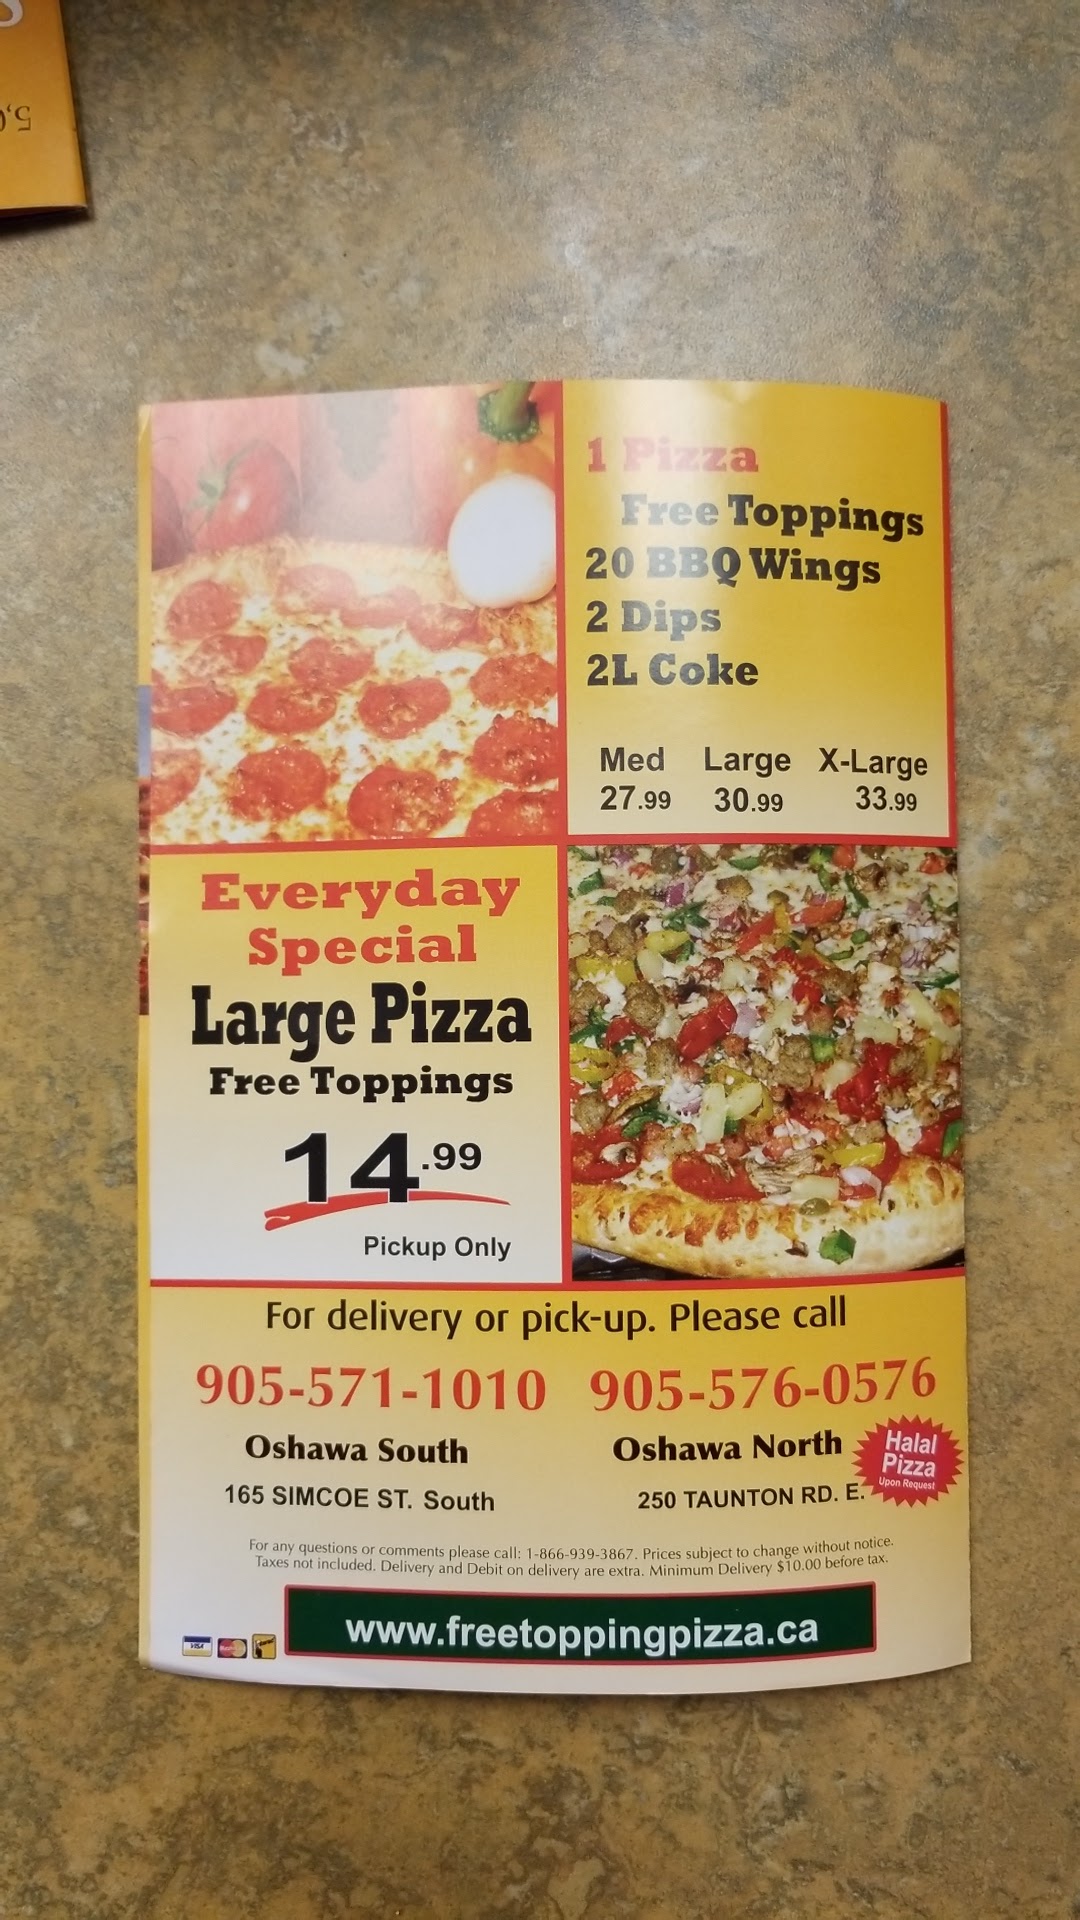 1 Pizza
Free Toppings
20 BBQ Wings
2 Dips
2L Coke
Med Large X-Large
27.99 30.99 33.99
Everyday
Special
Large Pizza
Free Toppings
14.99
Pickup Only
For delivery or pick-up. Please call
905-571-1010 905-576-0576
Oshawa South Oshawa North
165 SIMCOE ST. South 250 TAUNTON RD. E.
Halal
Pizza
Upon Request
For any questions or comments please call: 1-866-939-3867. Prices subject to change without notice.
Taxes not included. Delivery and Debit on delivery are extra. Minimum Delivery $10.00 before tax.
www.freetoppingpizza.ca
VISA MasterCard